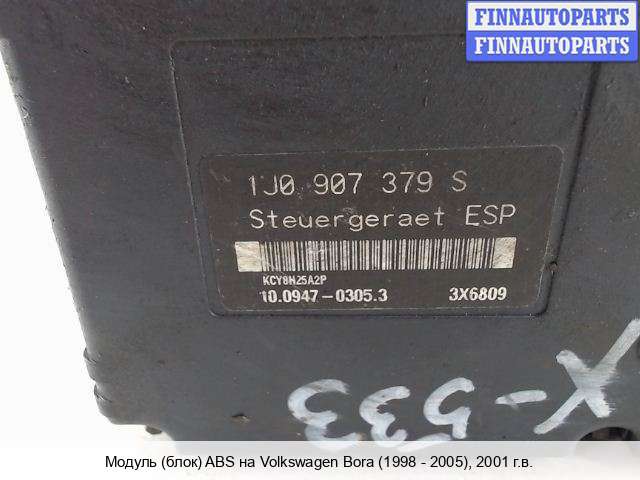 FINNAUTOPARTS
FINNAUTOPARTS
1J0 907 379 S
Steuergeraet ESP
KCY8H25A2P
10.0947-0305.3 3X6809
X-533
Модуль (блок) ABS на Volkswagen Bora (1998 - 2005), 2001 г.в.